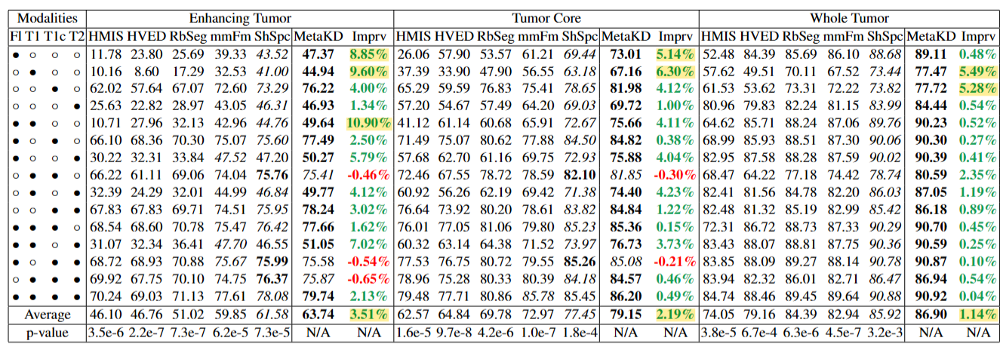 Modalities Enhancing Tumor Tumor Core Whole Tumor
Fl T1 T1c T2 HMIS HVED RbSeg mmFm ShSpc MetaKD Imprv HMIS HVED RbSeg mmFm ShSpc MetaKD Imprv HMIS HVED RbSeg mmFm ShSpc MetaKD Imprv
● ○ ○ ○ 11.78 23.80 25.69 39.33 43.52 47.37 8.85% 26.06 57.90 53.57 61.21 69.44 73.01 5.14% 52.48 84.39 85.69 86.10 88.68 89.11 0.48%
○ ● ○ ○ 10.16 8.60 17.29 32.53 41.00 44.94 9.60% 37.39 33.90 47.90 56.55 63.18 67.16 6.30% 57.62 49.51 70.11 67.52 73.44 77.47 5.49%
○ ○ ● ○ 62.02 57.64 67.07 72.60 73.29 76.22 4.00% 65.29 59.59 76.83 75.41 78.65 81.98 4.12% 61.53 53.62 73.31 72.22 73.82 77.72 5.28%
○ ○ ○ ● 25.63 22.82 28.97 43.05 46.31 46.93 1.34% 57.20 54.67 57.49 64.20 69.03 69.72 1.00% 80.96 79.83 82.24 81.15 83.99 84.44 0.54%
● ● ○ ○ 10.71 27.96 32.13 42.96 44.76 49.64 10.90% 41.12 61.14 60.68 65.91 72.67 75.66 4.11% 64.62 85.71 88.24 87.06 89.76 90.23 0.52%
● ○ ● ○ 66.10 68.36 70.30 75.07 75.60 77.49 2.50% 71.49 75.07 80.62 77.88 84.50 84.82 0.38% 68.99 85.93 88.51 87.30 90.06 90.30 0.27%
● ○ ○ ● 30.22 32.31 33.84 47.52 47.20 50.27 5.79% 57.68 62.70 61.16 69.75 72.93 75.88 4.04% 82.95 87.58 88.28 87.59 90.02 90.39 0.41%
○ ● ● ○ 66.22 61.11 69.06 74.04 75.76 75.41 -0.46% 72.46 67.55 78.72 78.59 82.10 81.85 -0.30% 68.47 64.22 77.18 74.42 78.74 80.59 2.35%
○ ● ○ ● 32.39 24.29 32.01 44.99 46.84 49.77 4.12% 60.92 56.26 62.19 69.42 71.38 74.40 4.23% 82.41 81.56 84.78 82.20 86.03 87.05 1.19%
○ ○ ● ● 67.83 67.83 69.71 74.51 75.95 78.24 3.02% 76.64 73.92 80.20 78.61 83.82 84.84 1.22% 82.48 81.32 85.19 82.99 85.42 86.18 0.89%
● ● ● ○ 68.54 68.60 70.78 75.47 76.42 77.66 1.62% 76.01 77.05 81.06 79.80 85.23 85.36 0.15% 72.31 86.72 88.73 87.33 90.29 90.70 0.45%
● ● ○ ● 31.07 32.34 36.41 47.70 46.55 51.05 7.02% 60.32 63.14 64.38 71.52 73.97 76.73 3.73% 83.43 88.07 88.81 87.75 90.36 90.59 0.25%
● ○ ● ● 68.72 68.93 70.88 75.67 75.99 75.58 -0.54% 77.53 76.75 80.72 79.55 85.26 85.08 -0.21% 83.85 88.09 89.27 88.14 90.78 90.87 0.10%
○ ● ● ● 69.92 67.75 70.10 74.75 76.37 75.87 -0.65% 78.96 75.28 80.33 80.39 84.18 84.57 0.46% 83.94 82.32 86.01 82.71 86.47 86.94 0.54%
● ● ● ● 70.24 69.03 71.13 77.61 78.08 79.74 2.13% 79.48 77.71 80.86 85.78 85.45 86.20 0.49% 84.74 88.46 89.45 89.64 90.88 90.92 0.04%
Average 46.10 46.76 51.02 59.85 61.58 63.74 3.51% 62.57 64.84 69.78 72.97 77.45 79.15 2.19% 74.05 79.16 84.39 82.94 85.92 86.90 1.14%
p-value 3.5e-6 2.2e-7 7.3e-7 6.2e-5 7.3e-5 N/A N/A 1.6e-5 9.7e-8 4.2e-6 1.0e-7 1.8e-4 N/A N/A 3.8e-5 6.7e-4 6.3e-6 4.5e-7 3.2e-3 N/A N/A